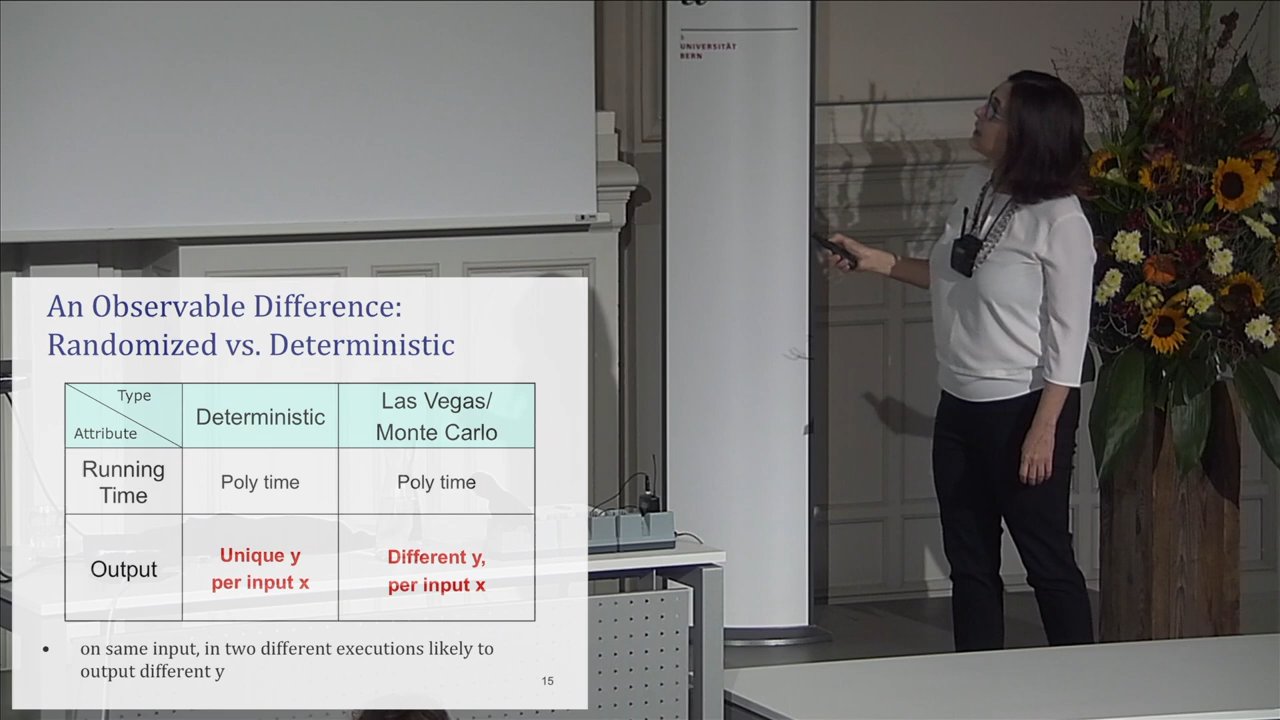 UNIVERSITÄT
BERN
An Observable Difference:
Randomized vs. Deterministic
Type
Attribute
Deterministic
Las Vegas/
Monte Carlo
Running
Time
Poly time
Poly time
Output
Unique y
per input x
Different y,
per input x
• on same input, in two different executions likely to
output different y
15